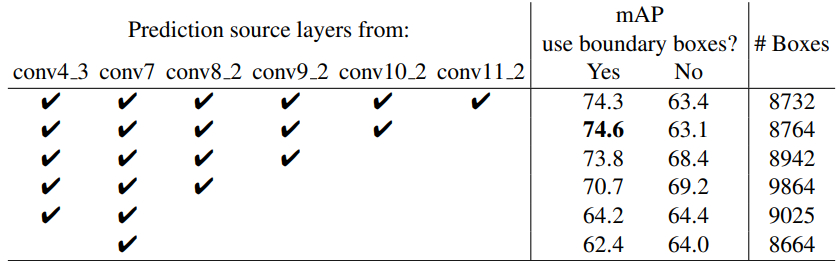 Prediction source layers from: mAP
use boundary boxes? # Boxes
conv4_3 conv7 conv8_2 conv9_2 conv10_2 conv11_2 Yes No
✔ ✔ ✔ ✔ ✔ ✔ 74.3 63.4 8732
✔ ✔ ✔ ✔ ✔ 74.6 63.1 8764
✔ ✔ ✔ ✔ 73.8 68.4 8942
✔ ✔ ✔ 70.7 69.2 9864
✔ ✔ 64.2 64.4 9025
✔ 62.4 64.0 8664